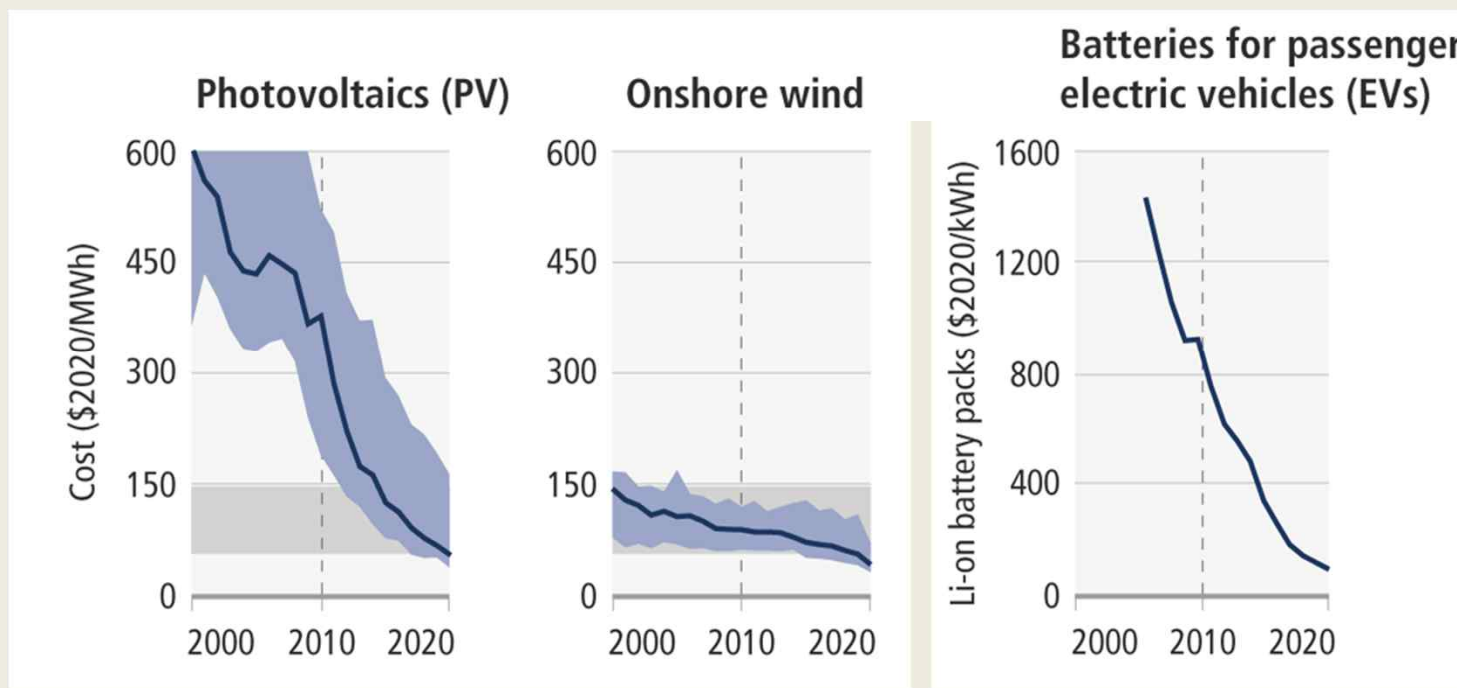 Photovoltaics (PV)
Cost ($2020/MWh)
600
450
300
150
0
2000 2010 2020
Onshore wind
600
450
300
150
0
2000 2010 2020
Batteries for passenger
electric vehicles (EVs)
Li-on battery packs ($2020/kWh)
1600
1200
800
400
0
2000 2010 2020